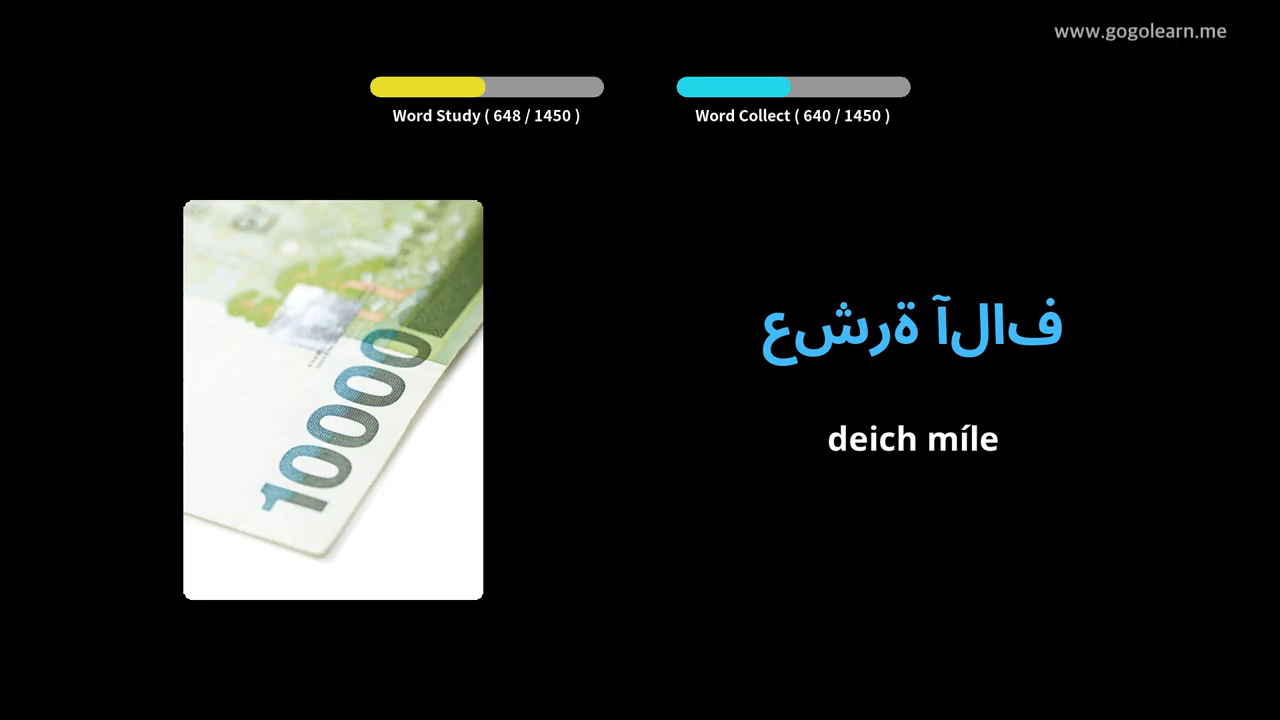 www.gogolearn.me
Word Study ( 648 / 1450 )
Word Collect ( 640 / 1450 )
10000
عشرة آلاف
deich míle